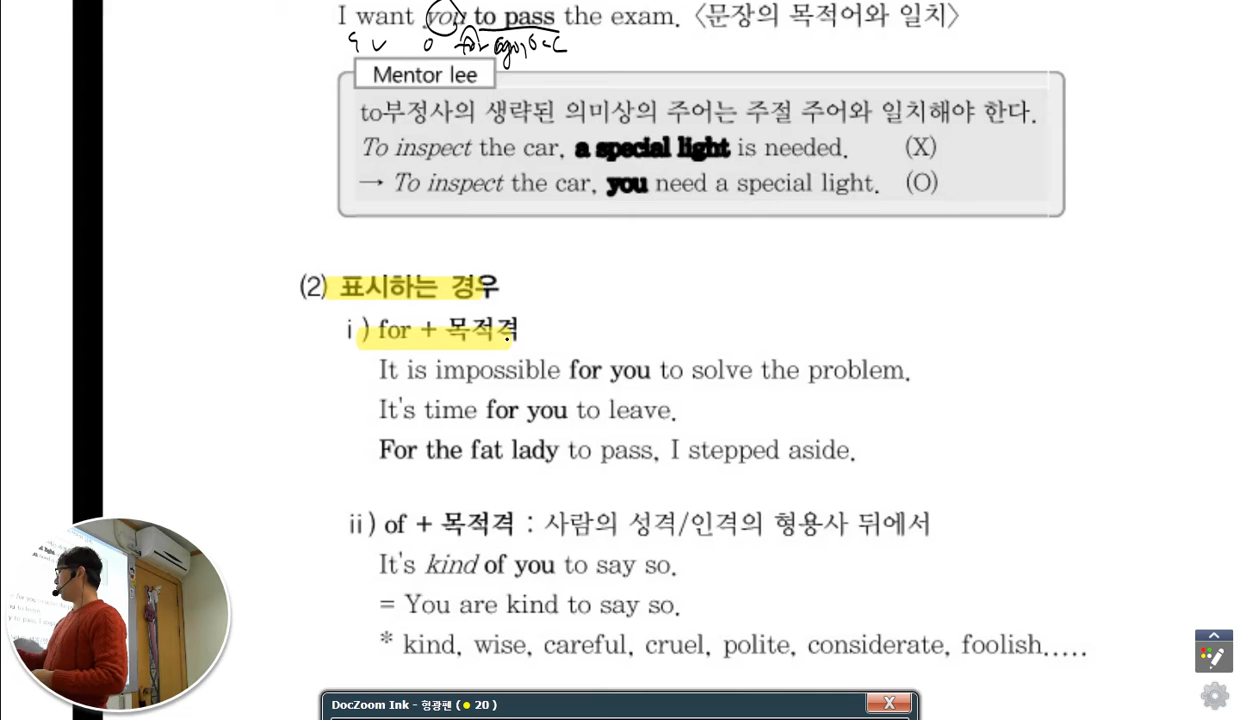 I want you to pass the exam. 〈문장의 목적어와 일치〉
Mentor lee
to부정사의 생략된 의미상의 주어는 주절 주어와 일치해야 한다.
To inspect the car, a special light is needed. (X)
→ To inspect the car, you need a special light. (O)
(2) 표시하는 경우
ⅰ) for + 목적격
It is impossible for you to solve the problem.
It's time for you to leave.
For the fat lady to pass, I stepped aside.
ⅱ) of + 목적격 : 사람의 성격/인격의 형용사 뒤에서
It's kind of you to say so.
= You are kind to say so.
* kind, wise, careful, cruel, polite, considerate, foolish.....
DocZoom Ink - 형광펜 ( 20 )